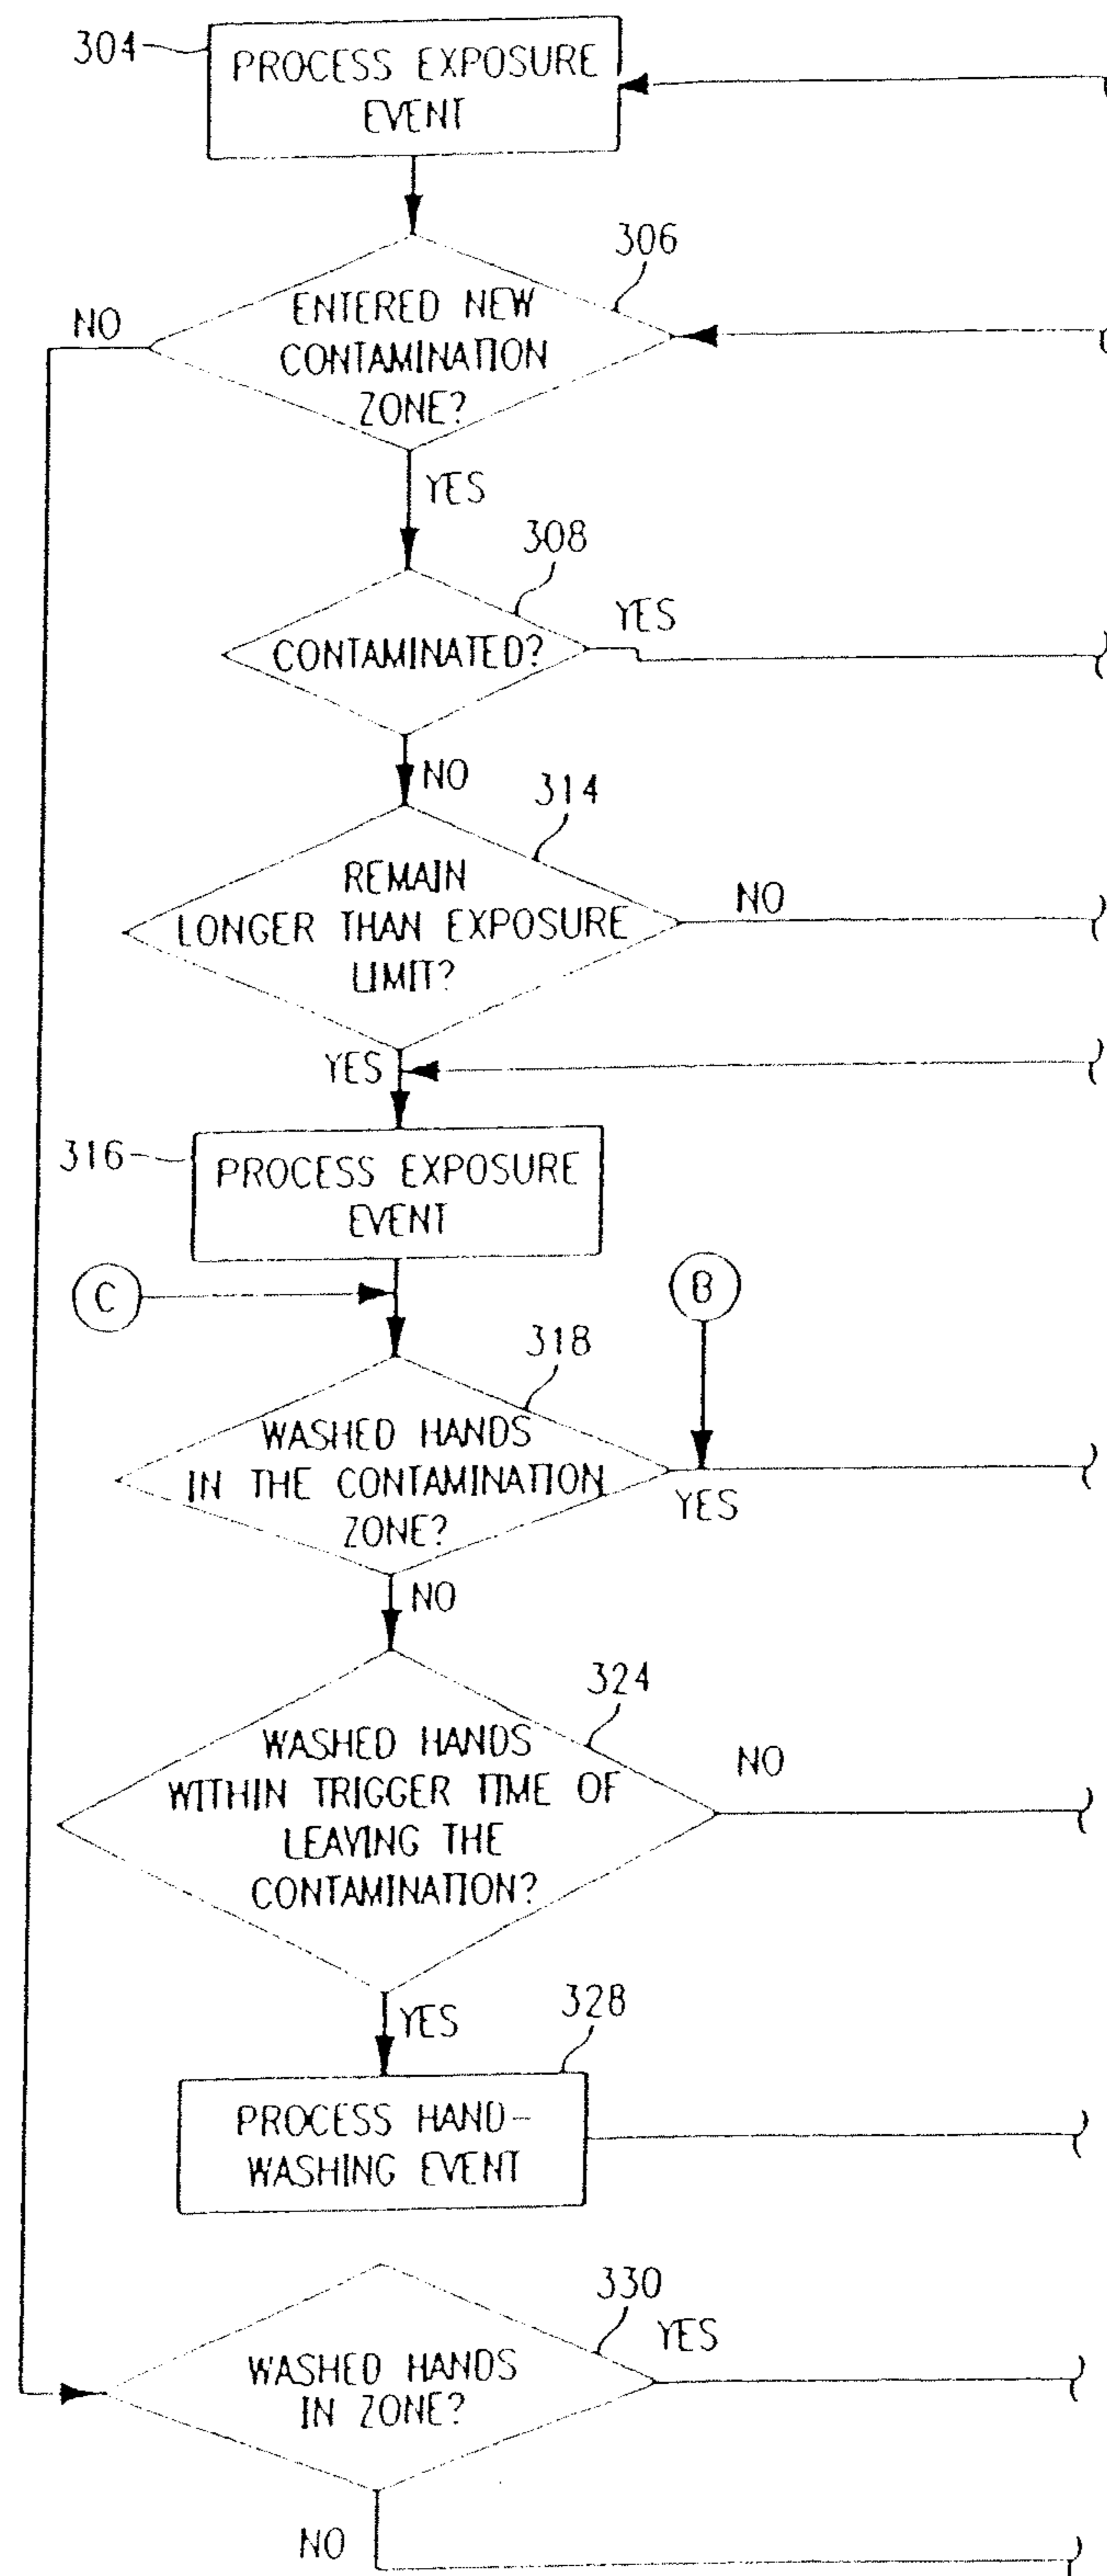 304
PROCESS EXPOSURE
EVENT
306
NO
ENTERED NEW
CONTAMINATION
ZONE?
YES
308
YES
CONTAMINATED?
NO
314
REMAIN
LONGER THAN EXPOSURE
LIMIT?
NO
YES
316
PROCESS EXPOSURE
EVENT
C
B
318
WASHED HANDS
IN THE CONTAMINATION
ZONE?
YES
NO
324
WASHED HANDS
WITHIN TRIGGER TIME OF
LEAVING THE
CONTAMINATION?
NO
YES
328
PROCESS HAND-
WASHING EVENT
330
YES
WASHED HANDS
IN ZONE?
NO